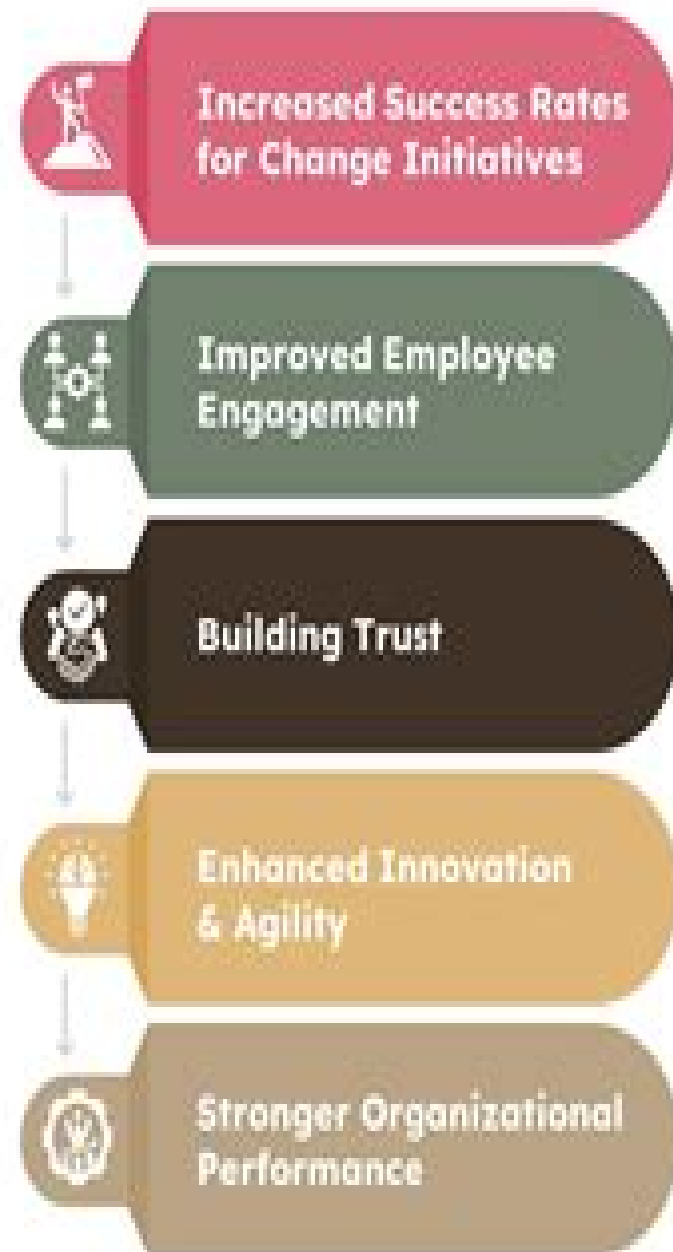 Increased Success Rates
for Change Initiatives
Improved Employee
Engagement
Building Trust
Enhanced Innovation
& Agility
Stronger Organizational
Performance